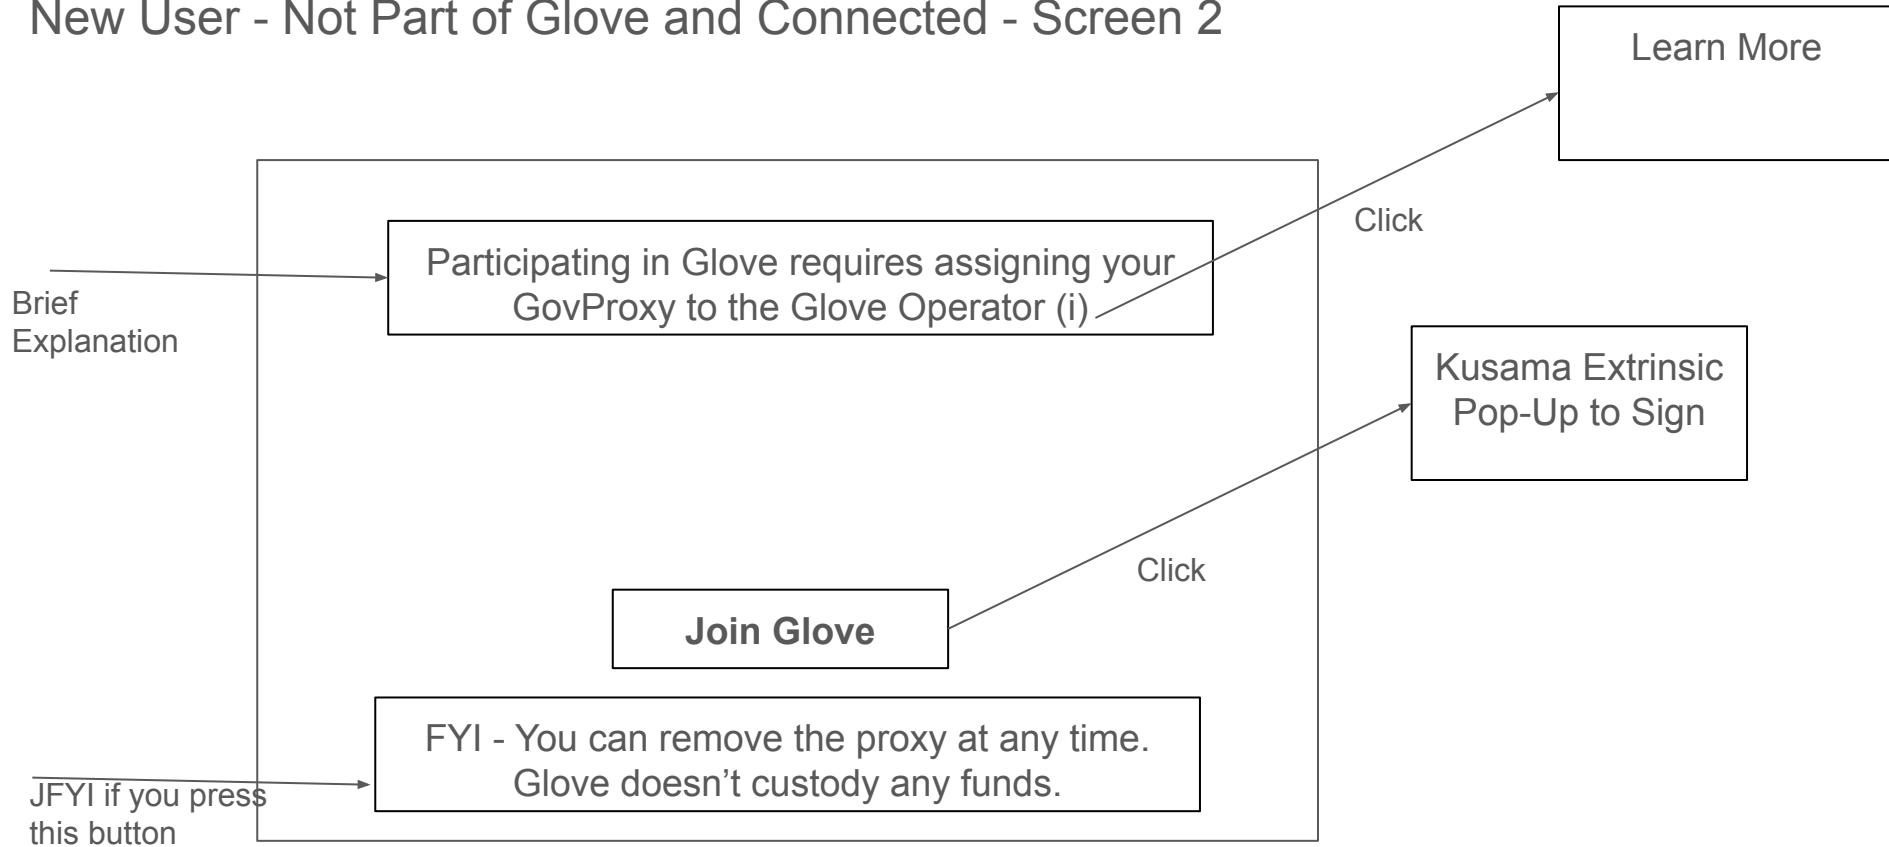 New User - Not Part of Glove and Connected - Screen 2
Learn More
Click
Participating in Glove requires assigning your
GovProxy to the Glove Operator (i)
Brief
Explanation
Kusama Extrinsic
Pop-Up to Sign
Click
Join Glove
FYI - You can remove the proxy at any time.
Glove doesn’t custody any funds.
JFYI if you press
this button